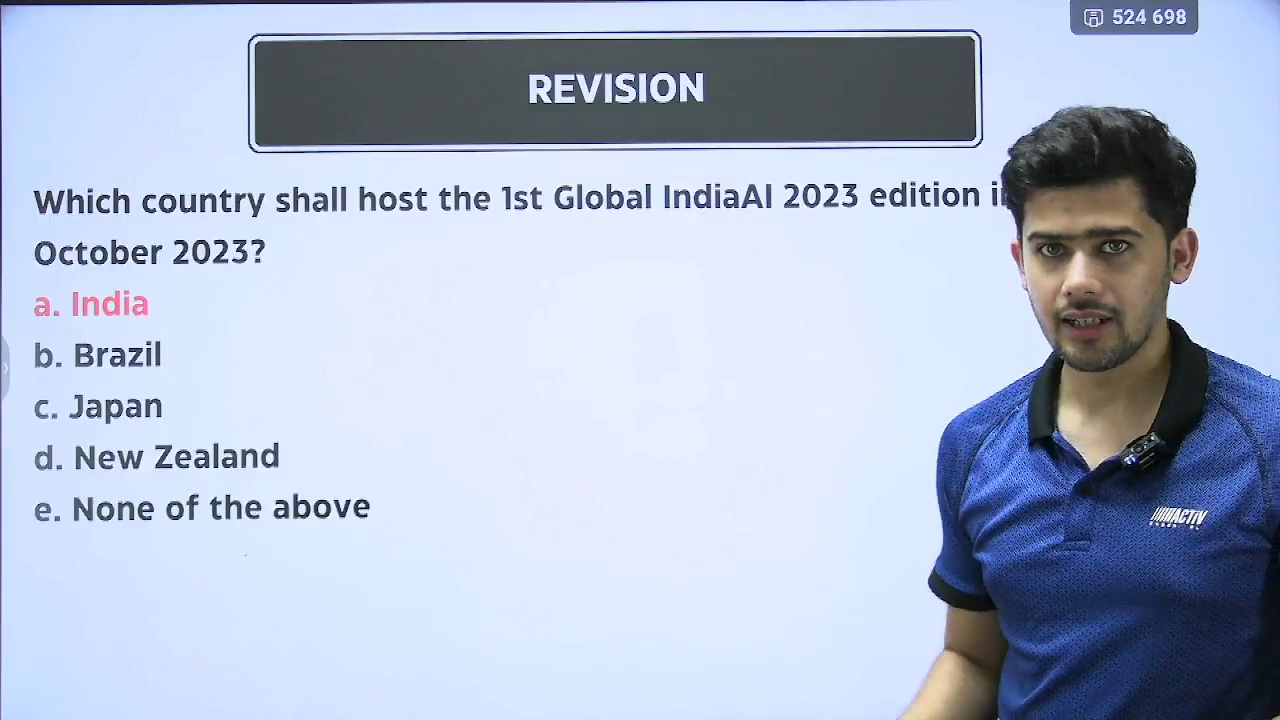 524 698
REVISION
Which country shall host the 1st Global IndiaAI 2023 edition
October 2023?
a. India
b. Brazil
c. Japan
d. New Zealand
e. None of the above
ACTIV